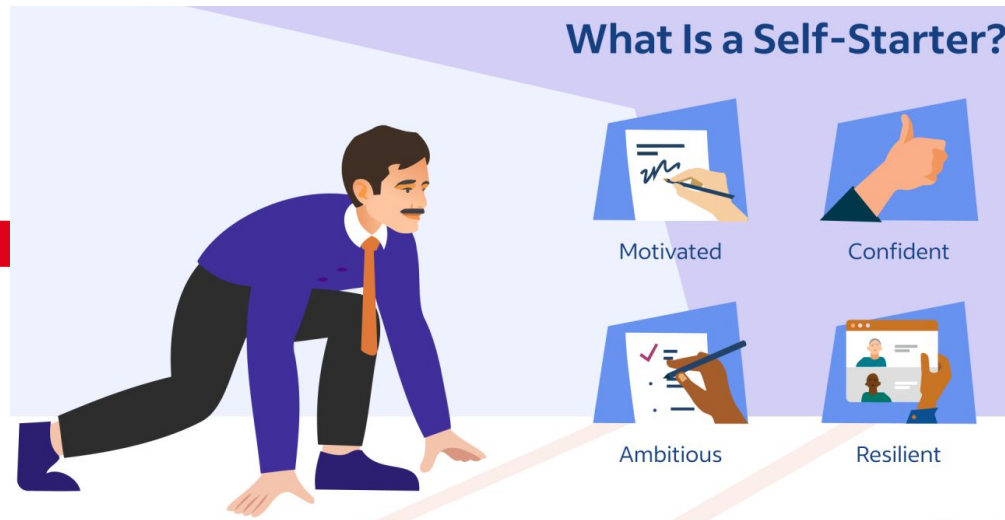 What Is a Self-Starter?
Motivated
Confident
Ambitious
Resilient